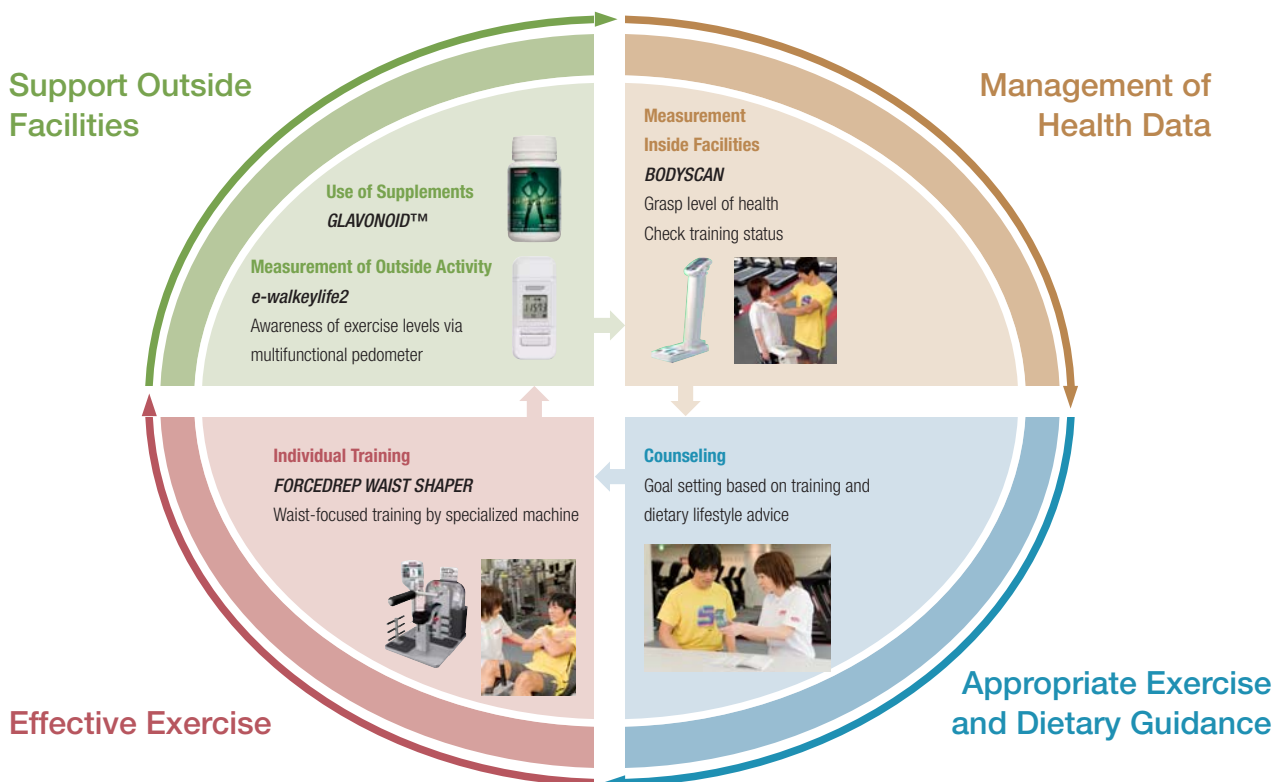 Support Outside
Facilities
Use of Supplements
GLAVONOID™
Measurement of Outside Activity
e-walkeylife2
Awareness of exercise levels via
multifunctional pedometer
Management of
Health Data
Measurement
Inside Facilities
BODYSCAN
Grasp level of health
Check training status
Individual Training
FORCEDREP WAIST SHAPER
Waist-focused training by specialized machine
Effective Exercise
Counseling
Goal setting based on training and
dietary lifestyle advice
Appropriate Exercise
and Dietary Guidance